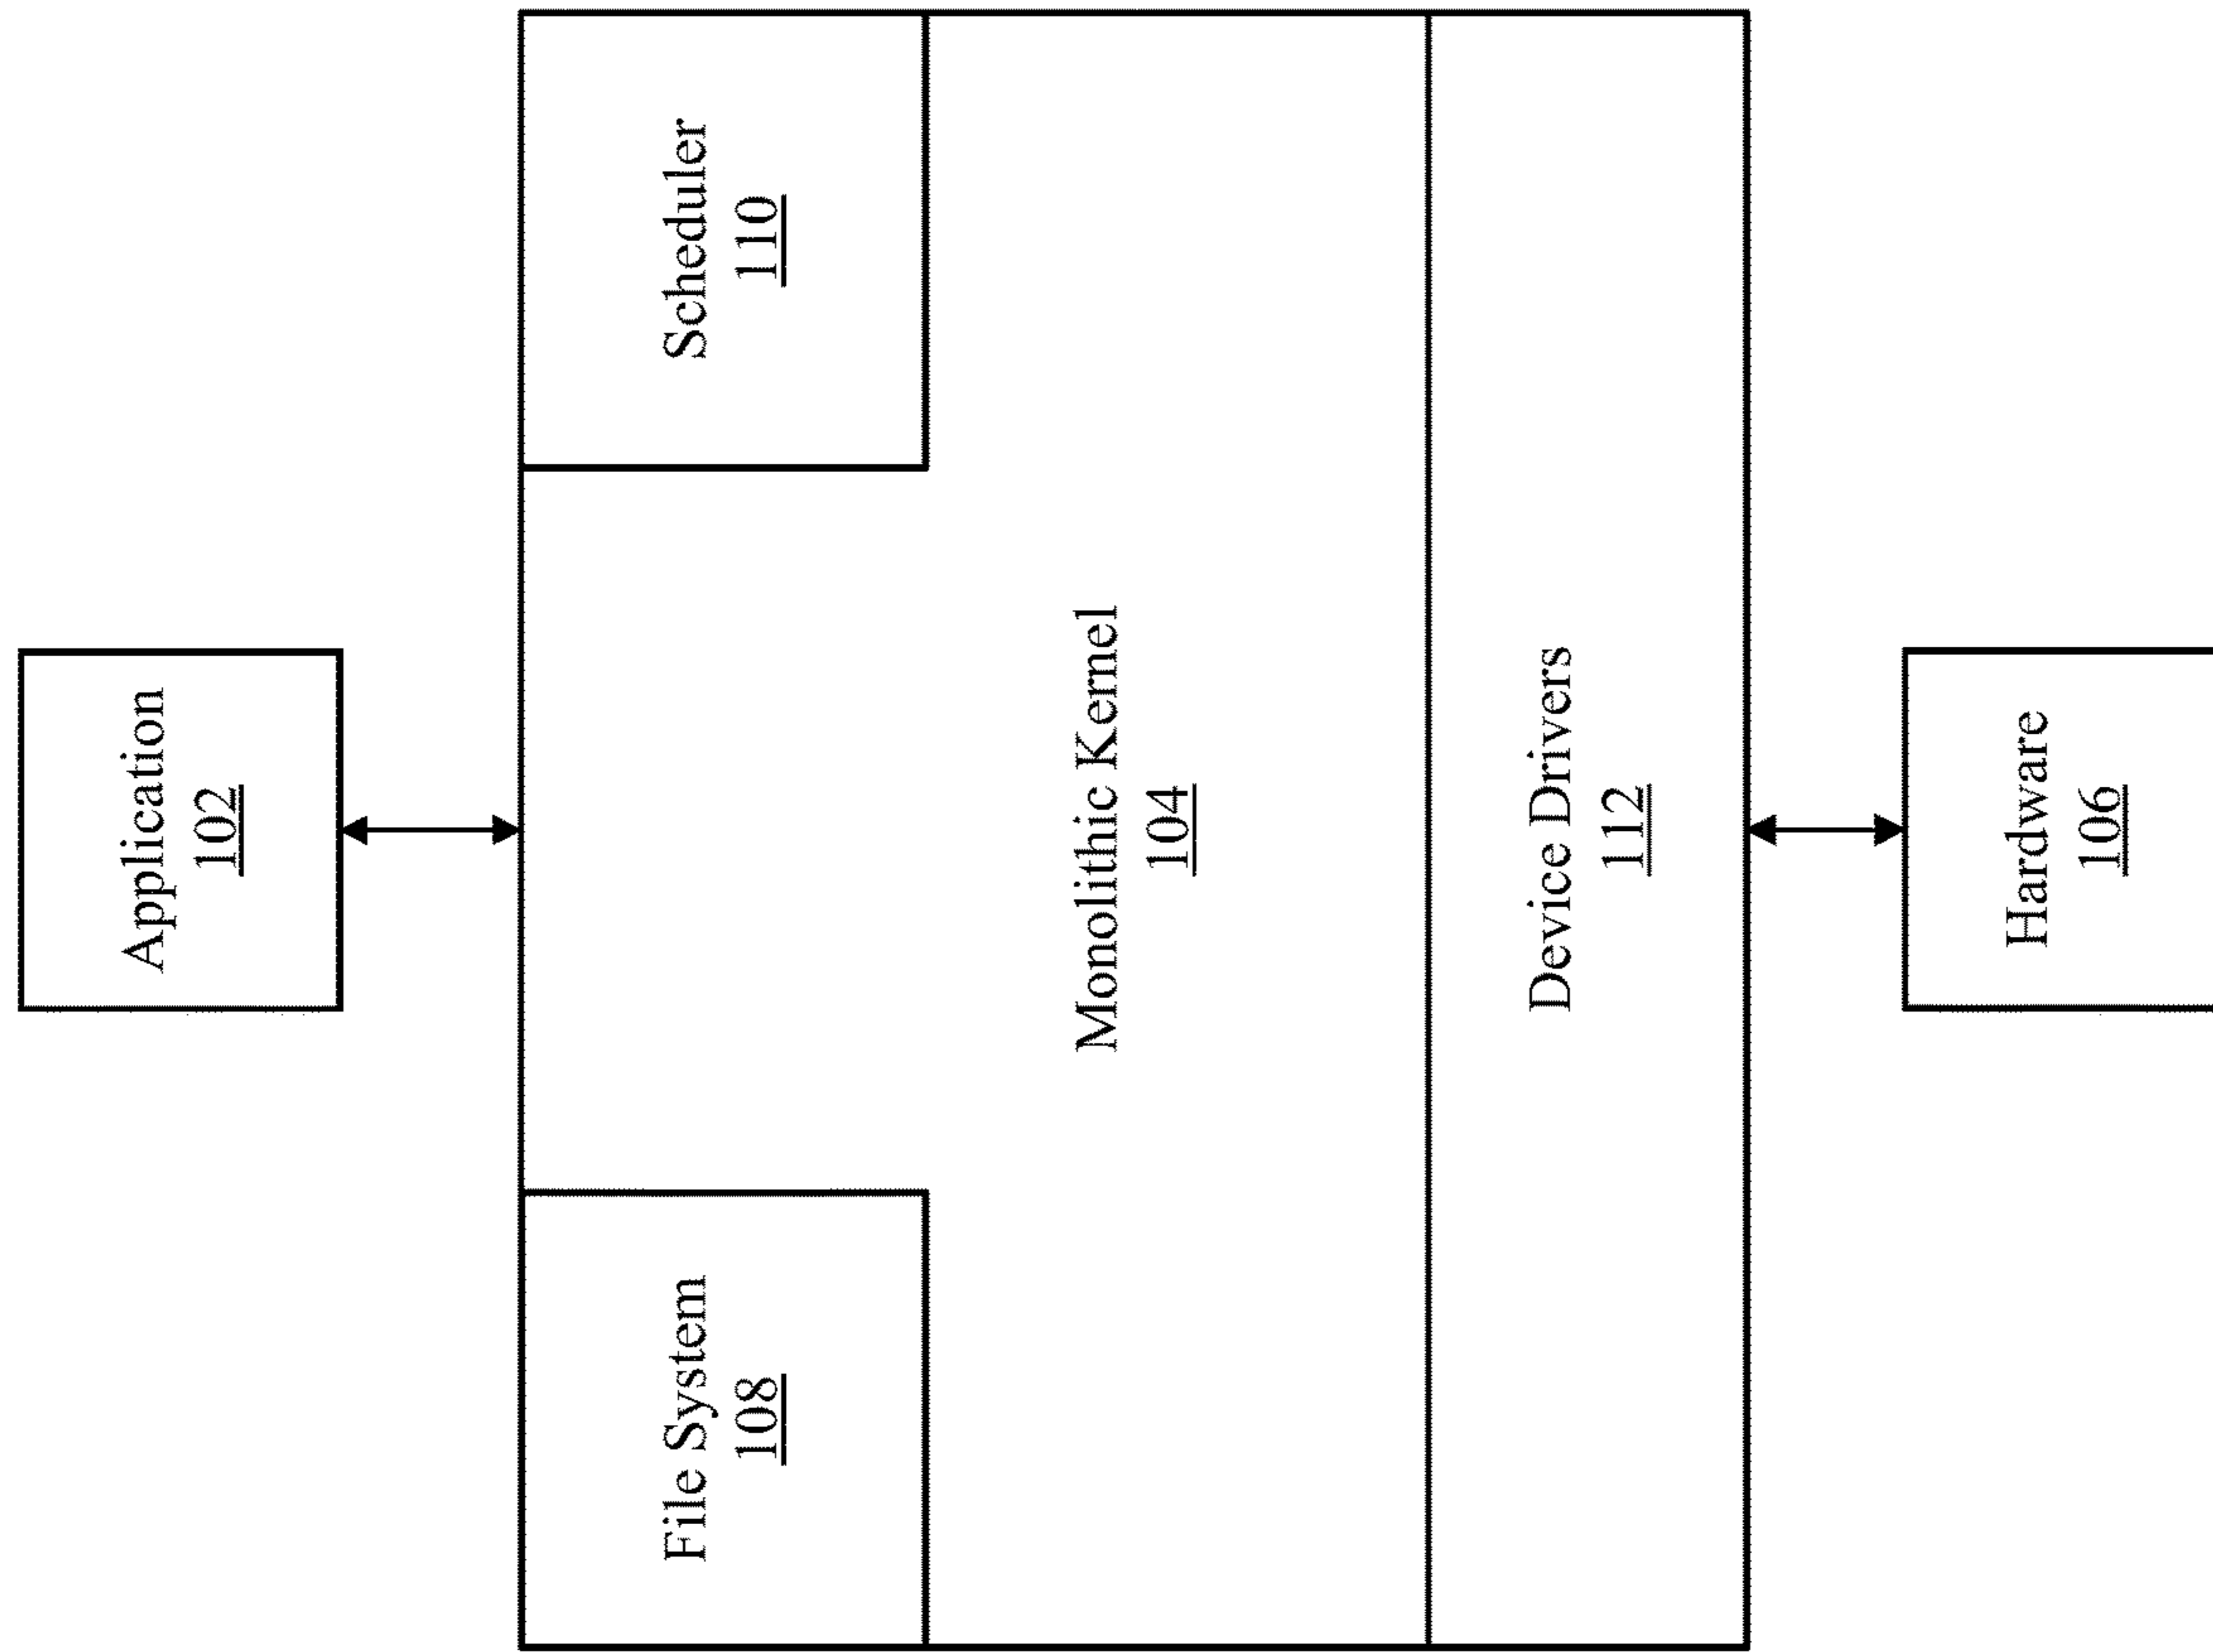 Application
102
File System
108
Scheduler
110
Monolithic Kernel
104
Device Drivers
112
Hardware
106